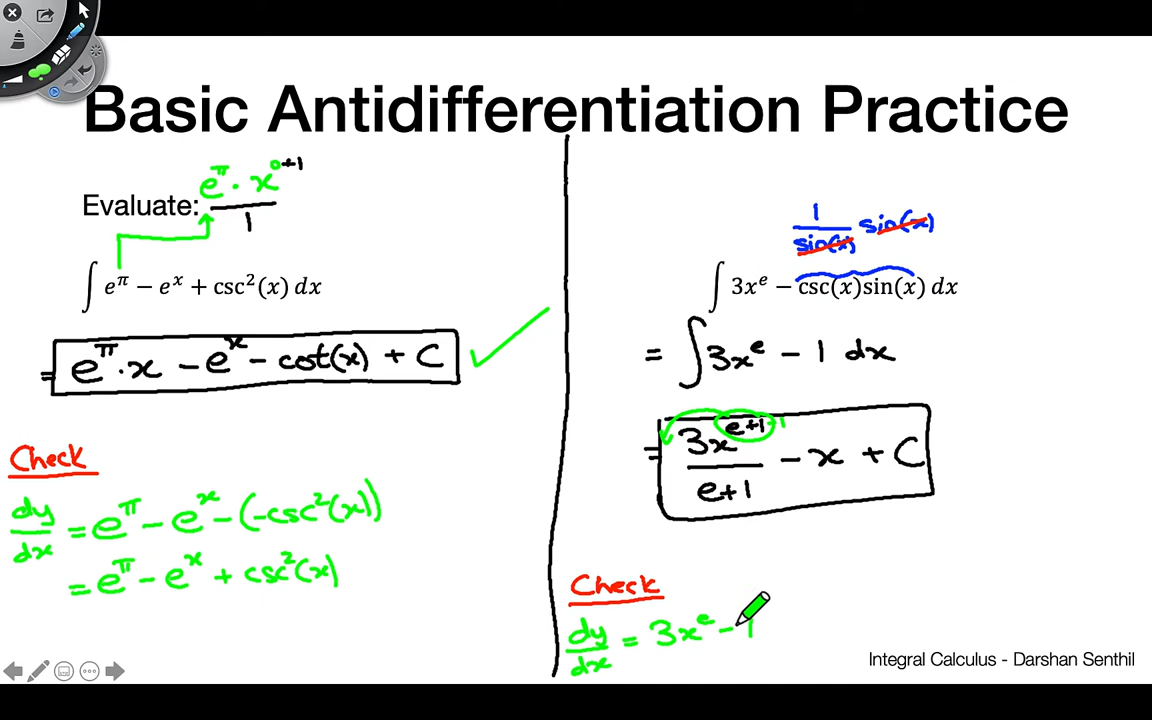 Basic Antidifferentiation Practice
e^π · x^0+1
Evaluate:
1
∫ e^π − e^x + csc²(x) dx
= e^π · x − e^x − cot(x) + C ✓
Check
dy/dx = e^π − e^x − (−csc²(x))
= e^π − e^x + csc²(x)
1/sin(x) sin(x)
∫ 3x^e − csc(x)sin(x) dx
= ∫ 3x^e − 1 dx
= 3x^(e+1)/(e+1) − x + C
-1
Check
dy/dx = 3x^e − 1
Integral Calculus - Darshan Senthil